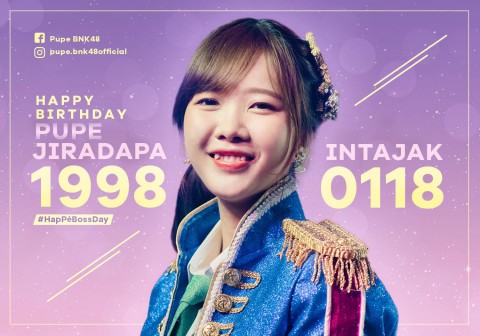 Pupe BNK48
pupe.bnk48official
HAPPY
BIRTHDAY
PUPE
JIRADAPA
INTAJAK
1998
0118
#HapPéBossDay